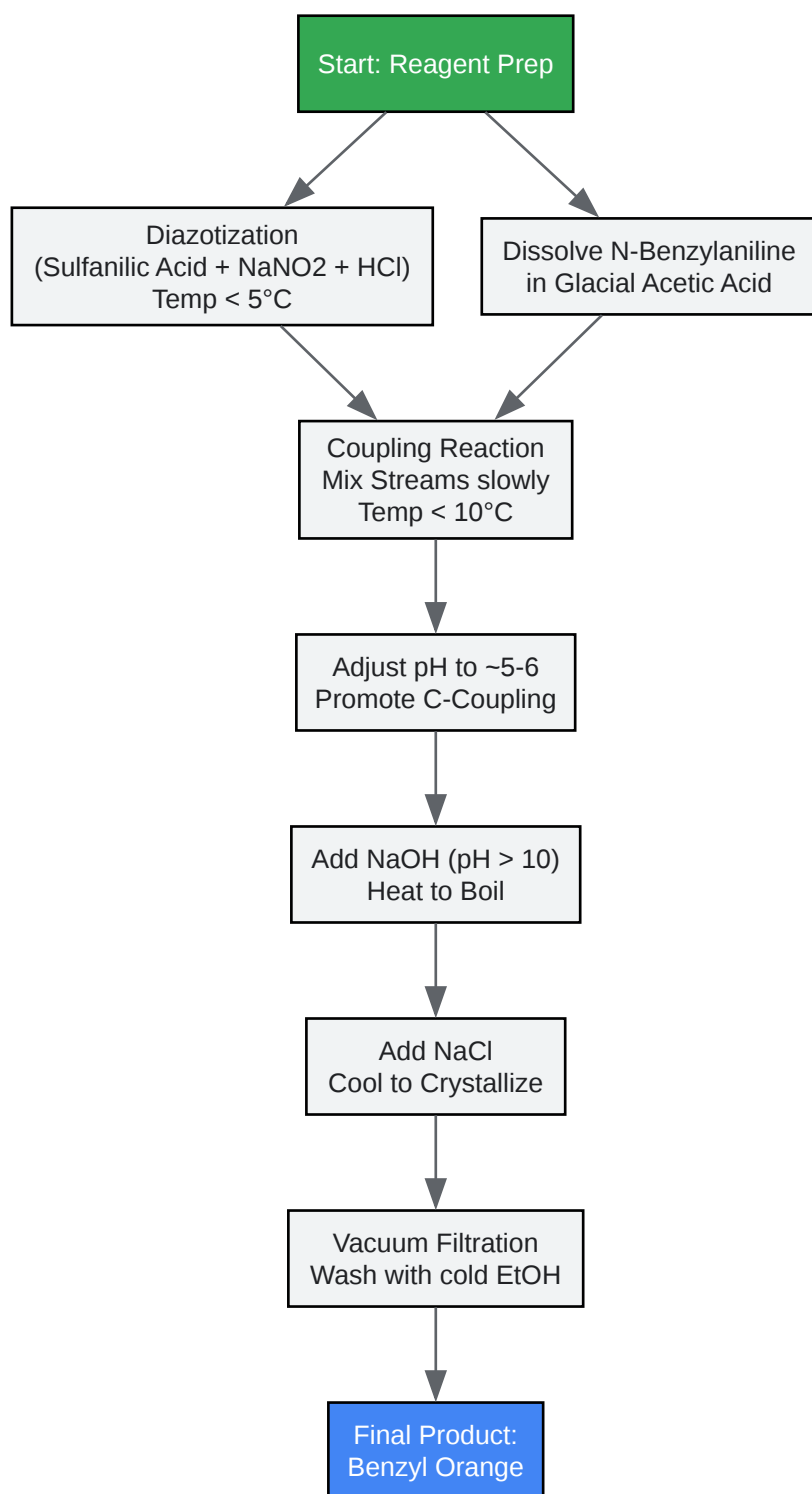 Start: Reagent Prep
Diazotization
(Sulfanilic Acid + NaNO2 + HCl)
Temp < 5°C
Dissolve N-Benzylaniline
in Glacial Acetic Acid
Coupling Reaction
Mix Streams slowly
Temp < 10°C
Adjust pH to ~5-6
Promote C-Coupling
Add NaOH (pH > 10)
Heat to Boil
Add NaCl
Cool to Crystallize
Vacuum Filtration
Wash with cold EtOH
Final Product:
Benzyl Orange